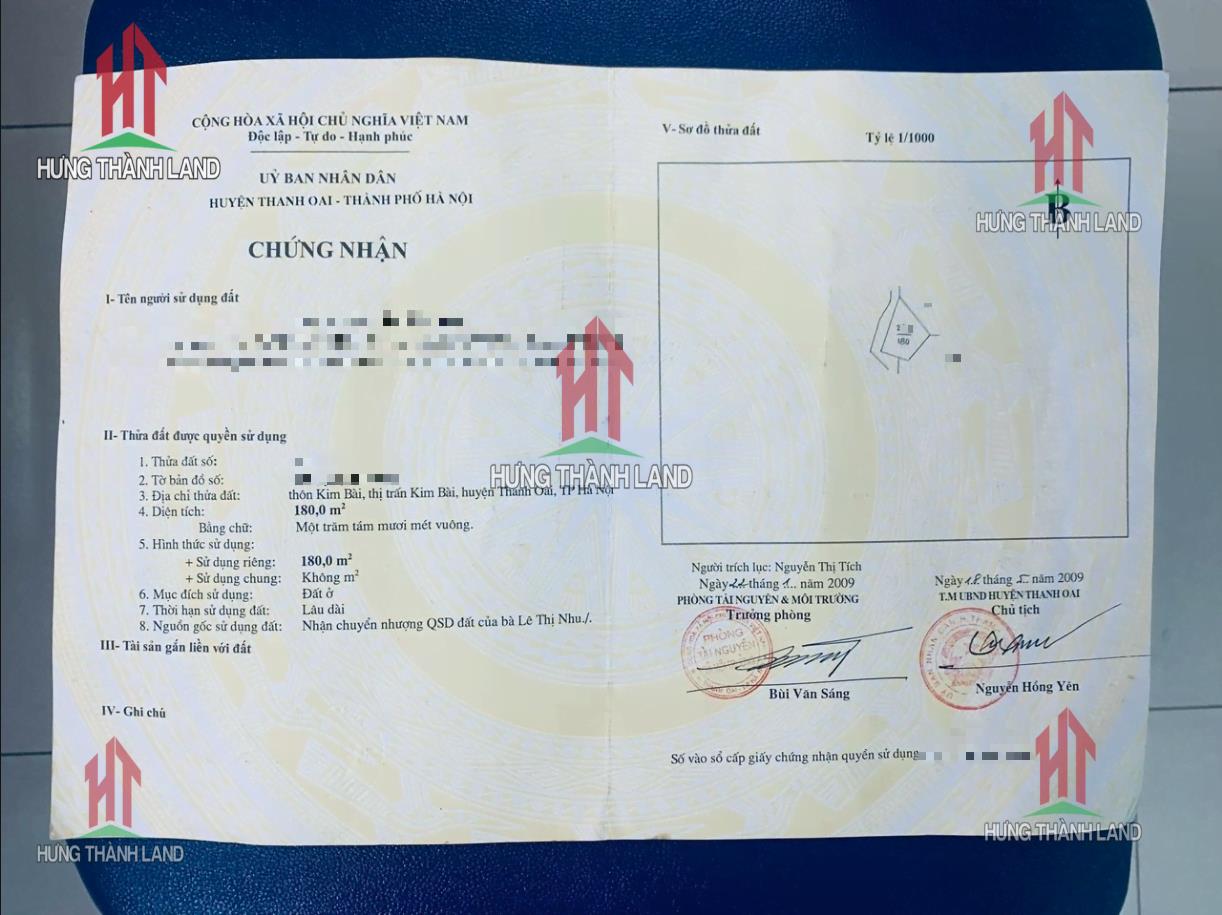 CỘNG HÒA XÃ HỘI CHỦ NGHĨA VIỆT NAM
Độc lập - Tự do - Hạnh phúc
UỶ BAN NHÂN DÂN
HUYỆN THANH OAI - THÀNH PHỐ HÀ NỘI
CHỨNG NHẬN
I- Tên người sử dụng đất
II- Thửa đất được quyền sử dụng
1. Thửa đất số:
2. Tờ bản đồ số:
3. Địa chỉ thửa đất: thôn Kim Bài, thị trấn Kim Bài, huyện Thanh Oai, TP Hà Nội
4. Diện tích: 180,0 m²
Bằng chữ: Một trăm tám mươi mét vuông.
5. Hình thức sử dụng:
+ Sử dụng riêng: 180,0 m²
+ Sử dụng chung: Không m²
6. Mục đích sử dụng: Đất ở
7. Thời hạn sử dụng đất: Lâu dài
8. Nguồn gốc sử dụng đất: Nhận chuyển nhượng QSD đất của bà Lê Thị Nhu./.
III- Tài sản gắn liền với đất
IV- Ghi chú
V- Sơ đồ thửa đất
Tỷ lệ 1/1000
B
180
Người trích lục: Nguyễn Thị Tích
Ngày tháng năm 2009
PHÒNG TÀI NGUYÊN & MÔI TRƯỜNG
Trưởng phòng
PHÒNG
TÀI NGUYÊN
Bùi Văn Sáng
Ngày 18 tháng 5 năm 2009
T.M UBND HUYỆN THANH OAI
Chủ tịch
Nguyễn Hồng Yên
Số vào sổ cấp giấy chứng nhận quyền sử dụng
HƯNG THÀNH LAND
HƯNG THÀNH LAND
HƯNG THÀNH LAND
HƯNG THÀNH LAND
HƯNG THÀNH LAND